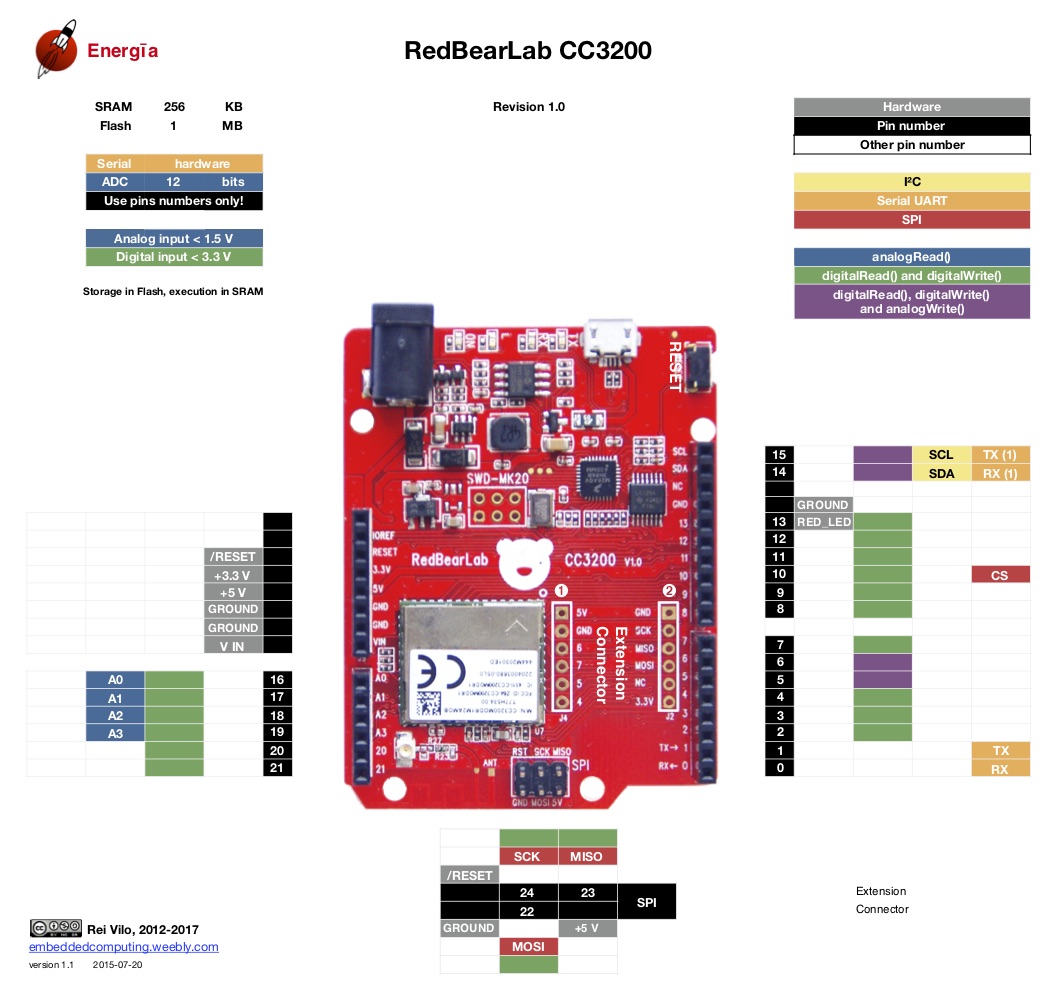 Energīa
RedBearLab CC3200
SRAM 256 KB
Flash 1 MB
Revision 1.0
Hardware
Pin number
Other pin number
Serial hardware
ADC 12 bits
Use pins numbers only!
I²C
Serial UART
SPI
Analog input < 1.5 V
Digital input < 3.3 V
analogRead()
digitalRead() and digitalWrite()
digitalRead(), digitalWrite()
and analogWrite()
Storage in Flash, execution in SRAM
ON
L
RX
TX
RESET
SWD-MK20
SCL
SDA
NC
GND
13
12
11
10
9
8
7
6
5
4
3
2
TX→ 1
RX← 0
IOREF
RESET
3.3V
5V
GND
GND
VIN
A0
A1
A2
A3
20
21
RedBearLab
CC3200 V1.0
1
5V
GND
6
7
5
4
J4
Extension
Connector
2
GND
SCK
MISO
MOSI
NC
3.3V
J2
CE
U7
R27
ANT
RST SCK MISO
SPI
GND MOSI 5V
/RESET
+3.3 V
+5 V
GROUND
GROUND
V IN
A0 16
A1 17
A2 18
A3 19
20
21
15 SCL TX (1)
14 SDA RX (1)
GROUND
13 RED_LED
12
11
10 CS
9
8
7
6
5
4
3
2
1 TX
0 RX
SCK MISO
/RESET
24 23
22
SPI
GROUND +5 V
MOSI
Extension
Connector
Rei Vilo, 2012-2017
embeddedcomputing.weebly.com
version 1.1 2015-07-20